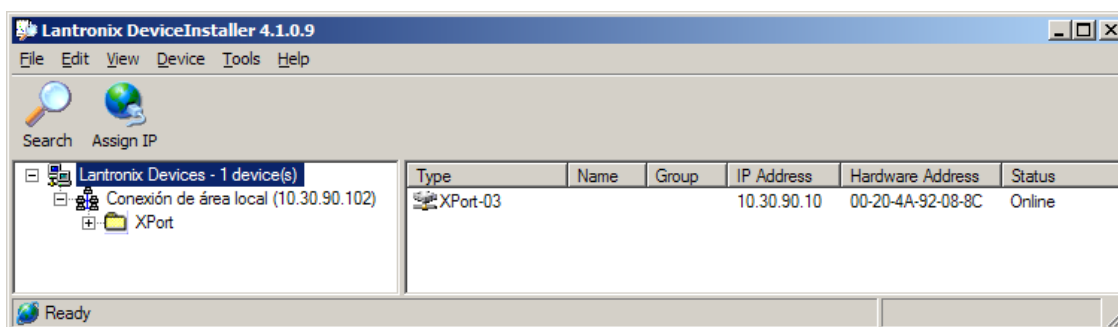 Lantronix DeviceInstaller 4.1.0.9
File Edit View Device Tools Help
Search Assign IP
Lantronix Devices - 1 device(s)
Conexión de área local (10.30.90.102)
XPort
Type Name Group IP Address Hardware Address Status
XPort-03 10.30.90.10 00-20-4A-92-08-8C Online
Ready